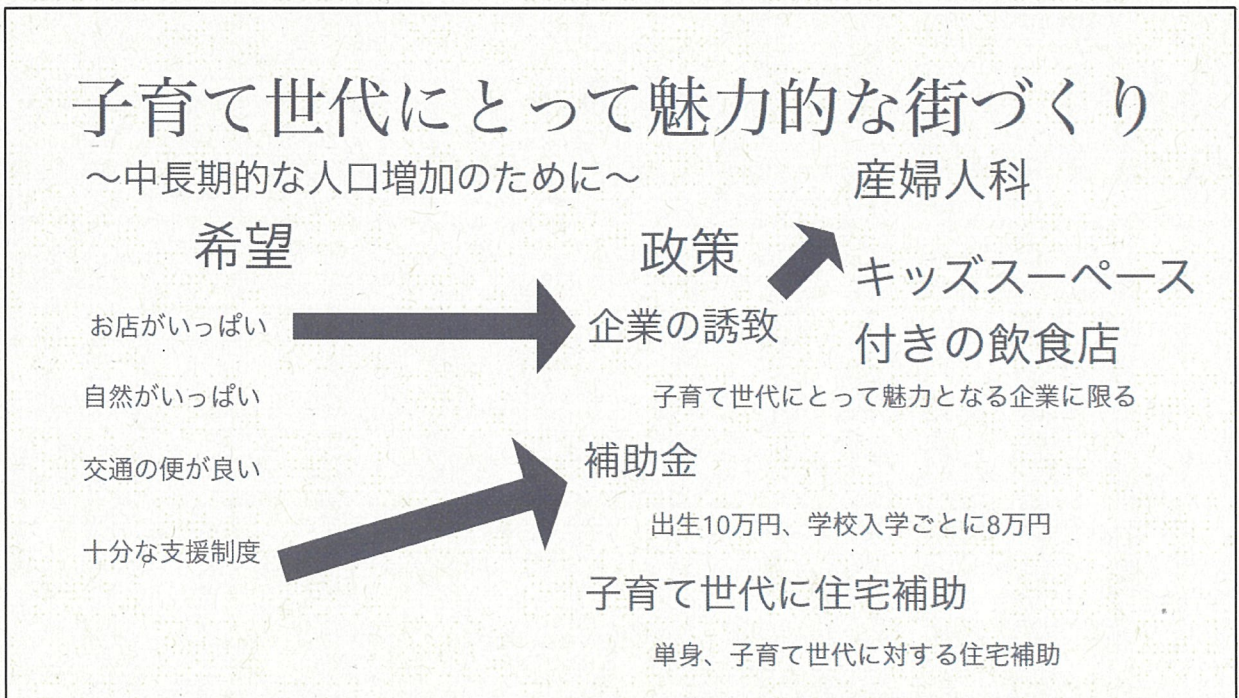 子育て世代にとって魅力的な街づくり
〜中長期的な人口増加のために〜
希望
お店がいっぱい
自然がいっぱい
交通の便が良い
十分な支援制度
政策
企業の誘致
産婦人科
キッズスーペース
付きの飲食店
子育て世代にとって魅力となる企業に限る
補助金
出生10万円、学校入学ごとに8万円
子育て世代に住宅補助
単身、子育て世代に対する住宅補助